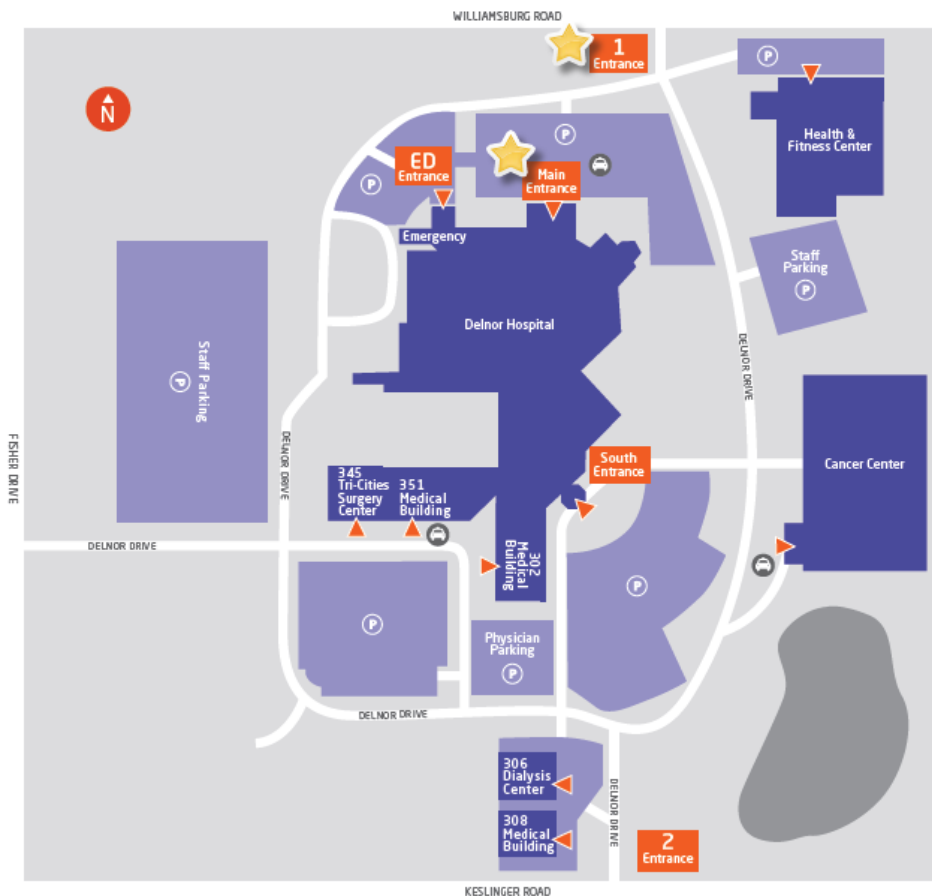 WILLIAMSBURG ROAD
1
Entrance
P
N
Health &
Fitness Center
P
ED
Entrance
P
Main
Entrance
Emergency
Staff
Parking
P
Delnor Hospital
Staff Parking
P
DELNOR DRIVE
FISHER DRIVE
DELNOR DRIVE
South
Entrance
Cancer Center
345
Tri-Cities
Surgery
Center
351
Medical
Building
DELNOR DRIVE
302
Medical
Building
P
P
Physician
Parking
P
DELNOR DRIVE
306
Dialysis
Center
DELNOR DRIVE
308
Medical
Building
2
Entrance
KESLINGER ROAD